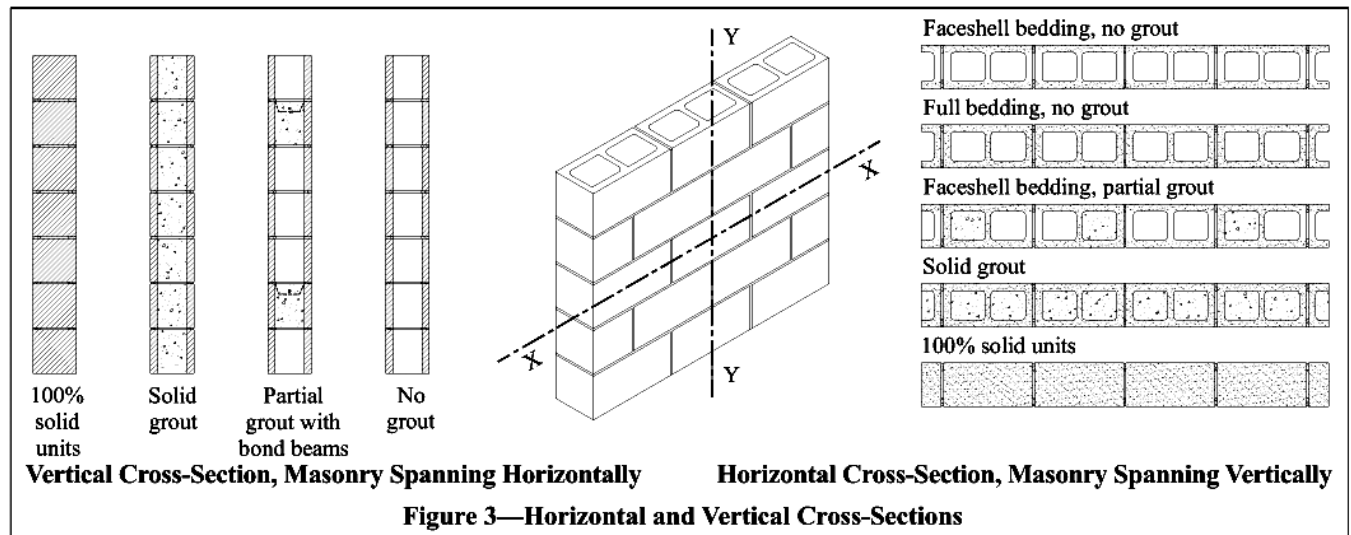 100%
solid
units
Solid
grout
Partial
grout with
bond beams
No
grout
Vertical Cross-Section, Masonry Spanning Horizontally
Y
X
X
Y
Faceshell bedding, no grout
Full bedding, no grout
Faceshell bedding, partial grout
Solid grout
100% solid units
Horizontal Cross-Section, Masonry Spanning Vertically
Figure 3—Horizontal and Vertical Cross-Sections